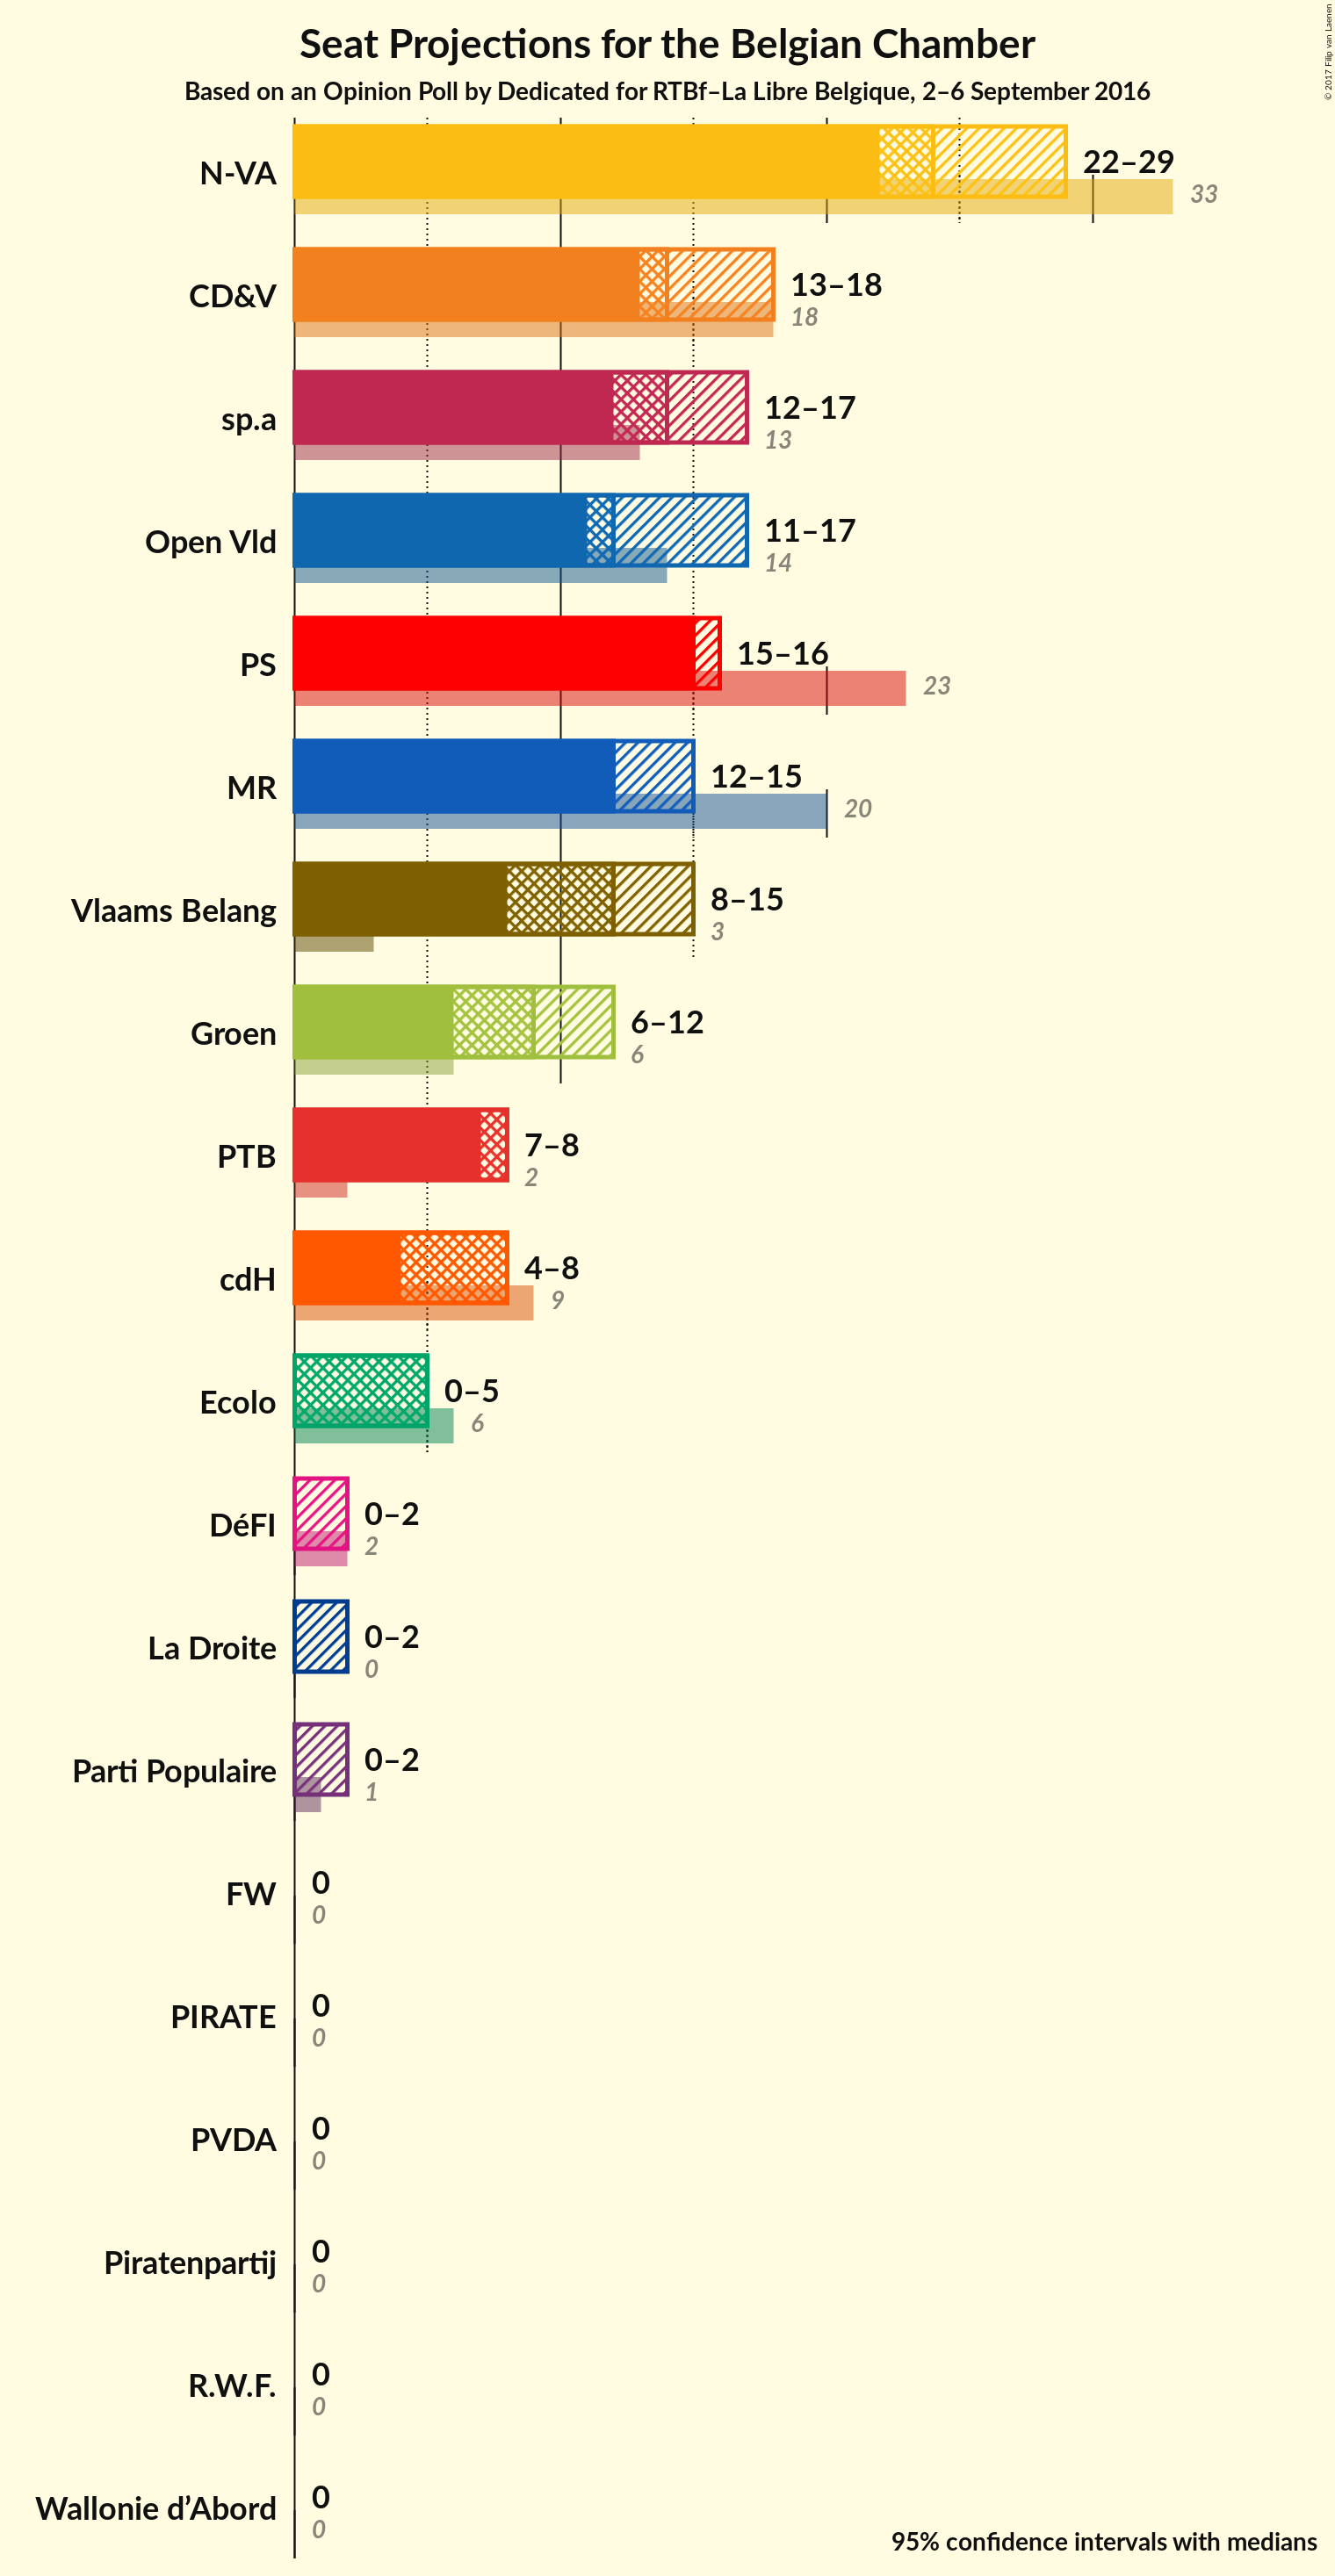 Seat Projections for the Belgian Chamber
Based on an Opinion Poll by Dedicated for RTBf–La Libre Belgique, 2–6 September 2016
© 2017 Filip van Laenen
N-VA
22–29
33
CD&V
13–18
18
sp.a
12–17
13
Open Vld
11–17
14
PS
15–16
23
MR
12–15
20
Vlaams Belang
8–15
3
Groen
6–12
6
PTB
7–8
2
cdH
4–8
9
Ecolo
0–5
6
DéFI
0–2
2
La Droite
0–2
0
Parti Populaire
0–2
1
FW
0
0
PIRATE
0
0
PVDA
0
0
Piratenpartij
0
0
R.W.F.
0
0
Wallonie d’Abord
0
0
95% confidence intervals with medians